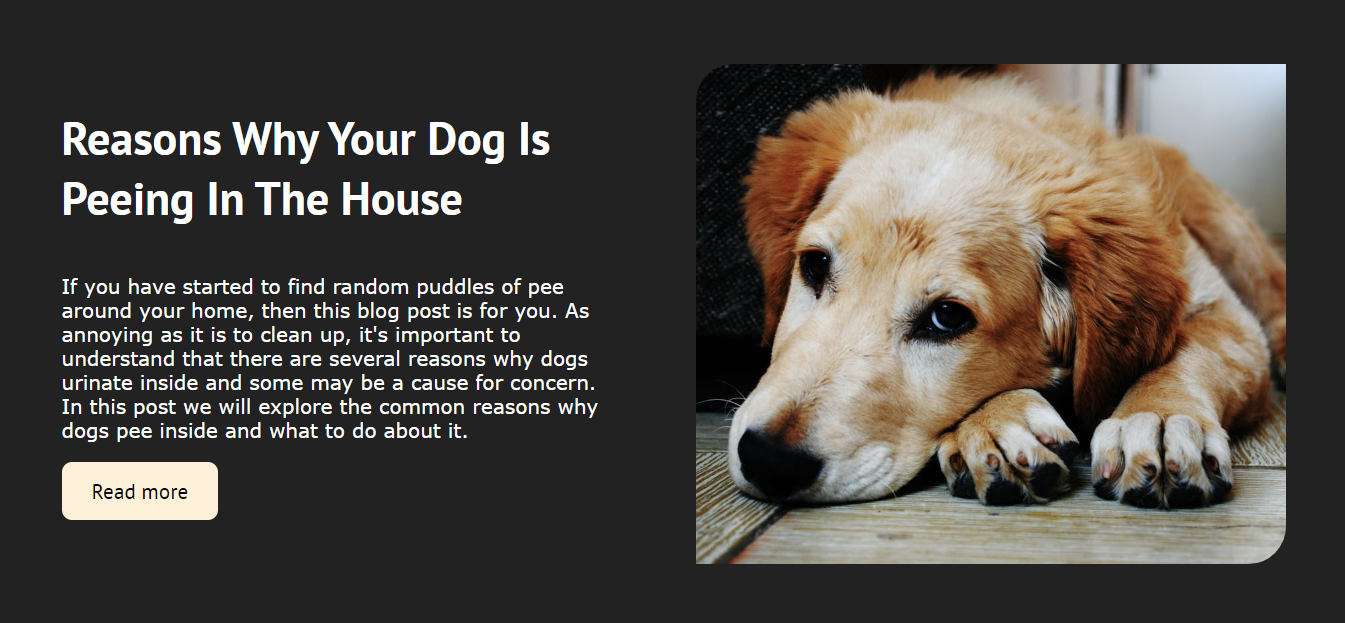 Reasons Why Your Dog Is
Peeing In The House
If you have started to find random puddles of pee
around your home, then this blog post is for you. As
annoying as it is to clean up, it's important to
understand that there are several reasons why dogs
urinate inside and some may be a cause for concern.
In this post we will explore the common reasons why
dogs pee inside and what to do about it.
Read more